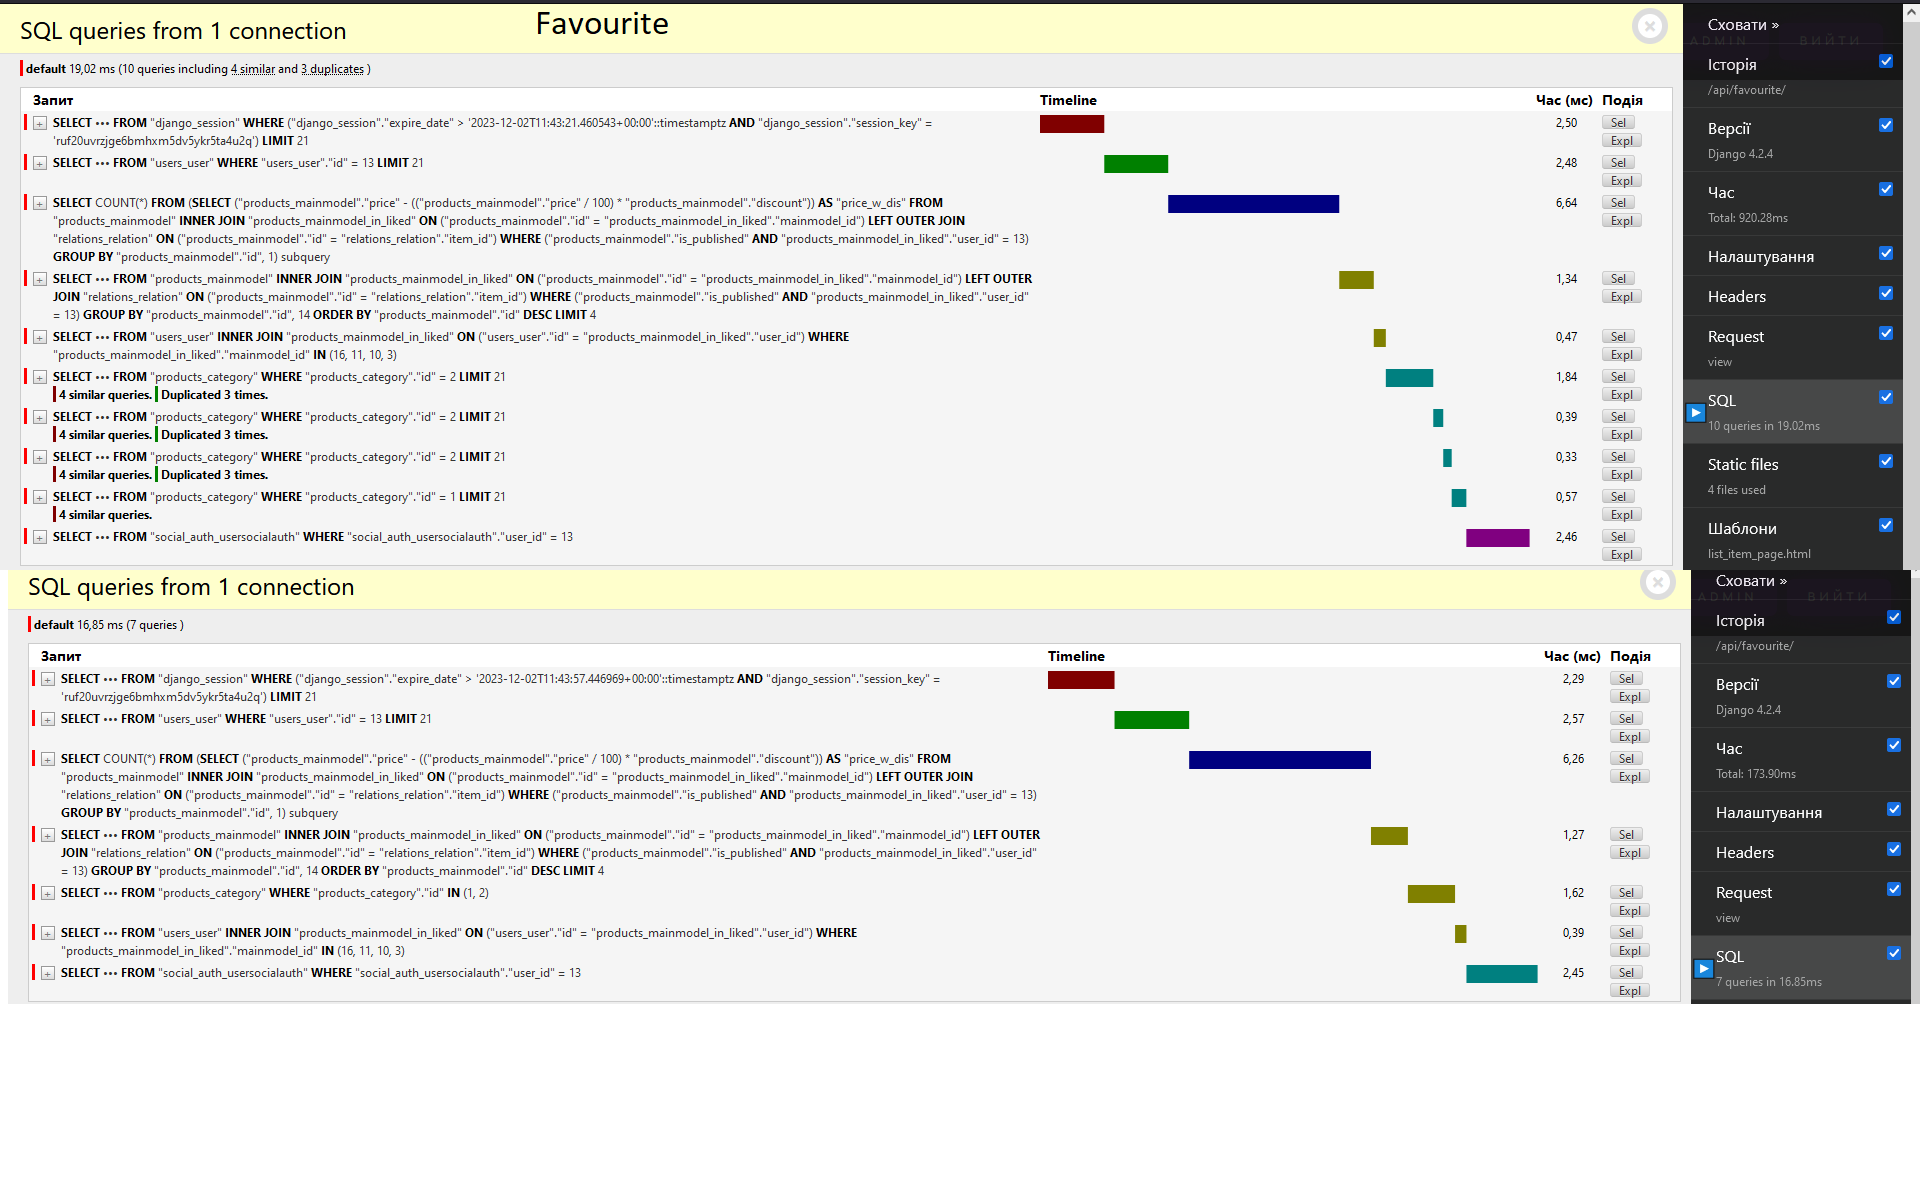 Favourite
SQL queries from 1 connection
default 19,02 ms (10 queries including 4 similar and 3 duplicates )
Запит Timeline Час (мс) Подія
+ SELECT ••• FROM "django_session" WHERE ("django_session"."expire_date" > '2023-12-02T11:43:21.460543+00:00'::timestamptz AND "django_session"."session_key" = 2,50 Sel
'ruf20uvrzjge6bmhxm5dv5ykr5ta4u2q') LIMIT 21 Expl
+ SELECT ••• FROM "users_user" WHERE "users_user"."id" = 13 LIMIT 21 2,48 Sel
Expl
+ SELECT COUNT(*) FROM (SELECT ("products_mainmodel"."price" - (("products_mainmodel"."price" / 100) * "products_mainmodel"."discount")) AS "price_w_dis" FROM 6,64 Sel
"products_mainmodel" INNER JOIN "products_mainmodel_in_liked" ON ("products_mainmodel"."id" = "products_mainmodel_in_liked"."mainmodel_id") LEFT OUTER JOIN Expl
"relations_relation" ON ("products_mainmodel"."id" = "relations_relation"."item_id") WHERE ("products_mainmodel"."is_published" AND "products_mainmodel_in_liked"."user_id" = 13)
GROUP BY "products_mainmodel"."id", 1) subquery
+ SELECT ••• FROM "products_mainmodel" INNER JOIN "products_mainmodel_in_liked" ON ("products_mainmodel"."id" = "products_mainmodel_in_liked"."mainmodel_id") LEFT OUTER 1,34 Sel
JOIN "relations_relation" ON ("products_mainmodel"."id" = "relations_relation"."item_id") WHERE ("products_mainmodel"."is_published" AND "products_mainmodel_in_liked"."user_id" Expl
= 13) GROUP BY "products_mainmodel"."id", 14 ORDER BY "products_mainmodel"."id" DESC LIMIT 4
+ SELECT ••• FROM "users_user" INNER JOIN "products_mainmodel_in_liked" ON ("users_user"."id" = "products_mainmodel_in_liked"."user_id") WHERE 0,47 Sel
"products_mainmodel_in_liked"."mainmodel_id" IN (16, 11, 10, 3) Expl
+ SELECT ••• FROM "products_category" WHERE "products_category"."id" = 2 LIMIT 21 1,84 Sel
4 similar queries. Duplicated 3 times. Expl
+ SELECT ••• FROM "products_category" WHERE "products_category"."id" = 2 LIMIT 21 0,39 Sel
4 similar queries. Duplicated 3 times. Expl
+ SELECT ••• FROM "products_category" WHERE "products_category"."id" = 2 LIMIT 21 0,33 Sel
4 similar queries. Duplicated 3 times. Expl
+ SELECT ••• FROM "products_category" WHERE "products_category"."id" = 1 LIMIT 21 0,57 Sel
4 similar queries. Expl
+ SELECT ••• FROM "social_auth_usersocialauth" WHERE "social_auth_usersocialauth"."user_id" = 13 2,46 Sel
Expl
Сховати »
ADMIN ВИЙТИ
Історія
/api/favourite/
Версії
Django 4.2.4
Час
Total: 920.28ms
Налаштування
Headers
Request
view
SQL
10 queries in 19.02ms
Static files
4 files used
Шаблони
list_item_page.html
SQL queries from 1 connection
default 16,85 ms (7 queries )
Запит Timeline Час (мс) Подія
+ SELECT ••• FROM "django_session" WHERE ("django_session"."expire_date" > '2023-12-02T11:43:57.446969+00:00'::timestamptz AND "django_session"."session_key" = 2,29 Sel
'ruf20uvrzjge6bmhxm5dv5ykr5ta4u2q') LIMIT 21 Expl
+ SELECT ••• FROM "users_user" WHERE "users_user"."id" = 13 LIMIT 21 2,57 Sel
Expl
+ SELECT COUNT(*) FROM (SELECT ("products_mainmodel"."price" - (("products_mainmodel"."price" / 100) * "products_mainmodel"."discount")) AS "price_w_dis" FROM 6,26 Sel
"products_mainmodel" INNER JOIN "products_mainmodel_in_liked" ON ("products_mainmodel"."id" = "products_mainmodel_in_liked"."mainmodel_id") LEFT OUTER JOIN Expl
"relations_relation" ON ("products_mainmodel"."id" = "relations_relation"."item_id") WHERE ("products_mainmodel"."is_published" AND "products_mainmodel_in_liked"."user_id" = 13)
GROUP BY "products_mainmodel"."id", 1) subquery
+ SELECT ••• FROM "products_mainmodel" INNER JOIN "products_mainmodel_in_liked" ON ("products_mainmodel"."id" = "products_mainmodel_in_liked"."mainmodel_id") LEFT OUTER 1,27 Sel
JOIN "relations_relation" ON ("products_mainmodel"."id" = "relations_relation"."item_id") WHERE ("products_mainmodel"."is_published" AND "products_mainmodel_in_liked"."user_id" Expl
= 13) GROUP BY "products_mainmodel"."id", 14 ORDER BY "products_mainmodel"."id" DESC LIMIT 4
+ SELECT ••• FROM "products_category" WHERE "products_category"."id" IN (1, 2) 1,62 Sel
Expl
+ SELECT ••• FROM "users_user" INNER JOIN "products_mainmodel_in_liked" ON ("users_user"."id" = "products_mainmodel_in_liked"."user_id") WHERE 0,39 Sel
"products_mainmodel_in_liked"."mainmodel_id" IN (16, 11, 10, 3) Expl
+ SELECT ••• FROM "social_auth_usersocialauth" WHERE "social_auth_usersocialauth"."user_id" = 13 2,45 Sel
Expl
Сховати »
ADMIN ВИЙТИ
Історія
/api/favourite/
Версії
Django 4.2.4
Час
Total: 173.90ms
Налаштування
Headers
Request
view
SQL
7 queries in 16.85ms